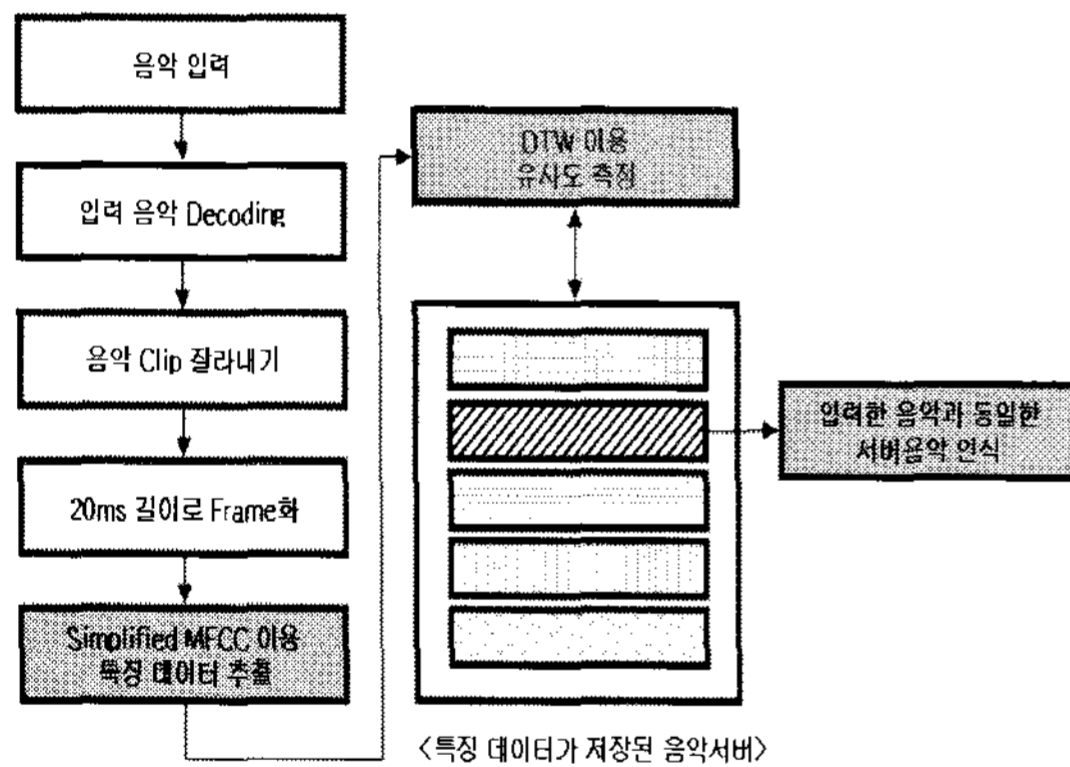 음악 입력
입력 음악 Decoding
음악 Clip 잘라내기
20ms 길이로 Frame화
Simplified MFCC 이용
특징 데이터 추출
DTW 이용
유사도 측정
입력한 음악과 동일한
서버음악 인식
<특징 데이터가 저장된 음악서버>